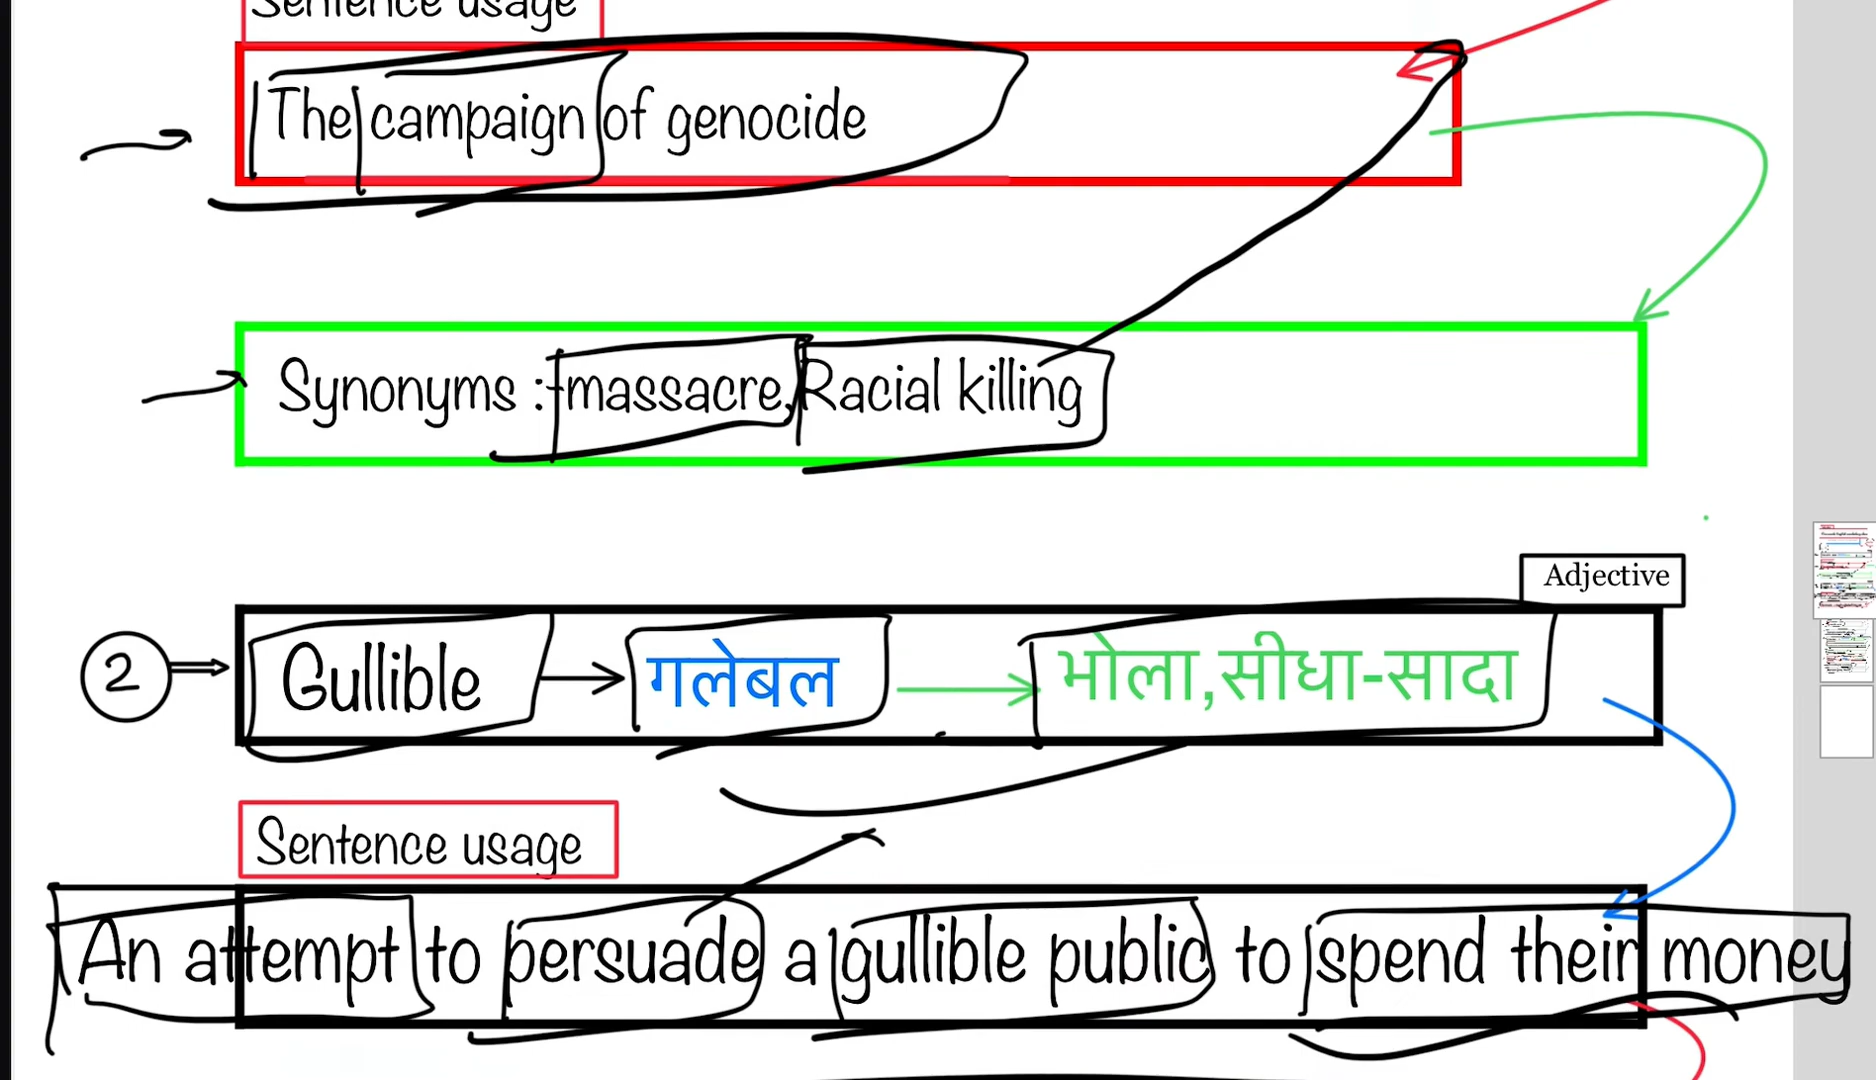 Sentence usage
The campaign of genocide
Synonyms :-massacre,Racial killing
Adjective
2 Gullible गलेबल भोला,सीधा-सादा
Sentence usage
An attempt to persuade a gullible public to spend their money